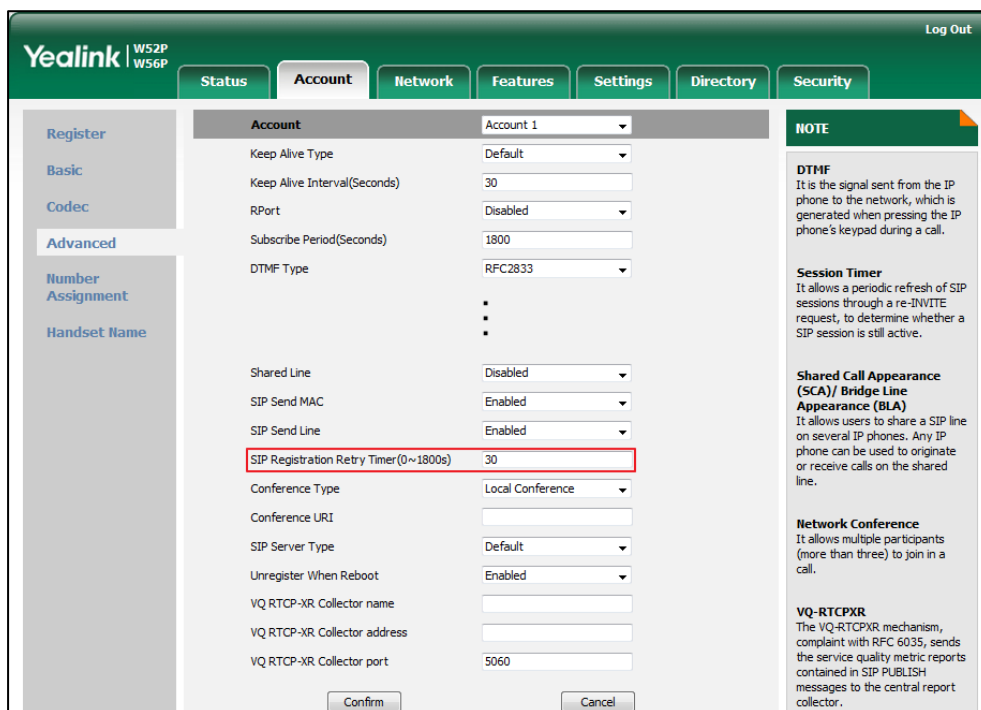 Log Out
Yealink | W52P W56P
Status
Account
Network
Features
Settings
Directory
Security
Register
Basic
Codec
Advanced
Number
Assignment
Handset Name
Account Account 1
Keep Alive Type Default
Keep Alive Interval(Seconds) 30
RPort Disabled
Subscribe Period(Seconds) 1800
DTMF Type RFC2833
Shared Line Disabled
SIP Send MAC Enabled
SIP Send Line Enabled
SIP Registration Retry Timer(0~1800s) 30
Conference Type Local Conference
Conference URI
SIP Server Type Default
Unregister When Reboot Enabled
VQ RTCP-XR Collector name
VQ RTCP-XR Collector address
VQ RTCP-XR Collector port 5060
Confirm Cancel
NOTE
DTMF
It is the signal sent from the IP
phone to the network, which is
generated when pressing the IP
phone's keypad during a call.
Session Timer
It allows a periodic refresh of SIP
sessions through a re-INVITE
request, to determine whether a
SIP session is still active.
Shared Call Appearance
(SCA)/ Bridge Line
Appearance (BLA)
It allows users to share a SIP line
on several IP phones. Any IP
phone can be used to originate
or receive calls on the shared
line.
Network Conference
It allows multiple participants
(more than three) to join in a
call.
VQ-RTCPXR
The VQ-RTCPXR mechanism,
complaint with RFC 6035, sends
the service quality metric reports
contained in SIP PUBLISH
messages to the central report
collector.